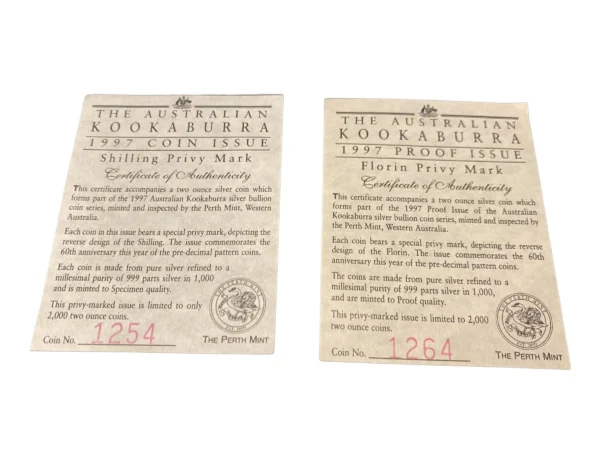 THE AUSTRALIAN
KOOKABURRA
1997 COIN ISSUE
Shilling Privy Mark
Certificate of Authenticity
This certificate accompanies a two ounce silver coin which
forms part of the 1997 Australian Kookaburra silver bullion
coin series, minted and inspected by the Perth Mint, Western
Australia.
Each coin in this issue bears a special privy mark, depicting the
reverse design of the Shilling. The issue commemorates the
60th anniversary this year of the pre-decimal pattern coins.
Each coin is made from pure silver refined to a
millesimal purity of 999 parts silver in 1,000
and is minted to Specimen quality.
This privy-marked issue is limited to only
2,000 two ounce coins.
Coin No. 1254
THE PERTH MINT
THE AUSTRALIAN
KOOKABURRA
1997 PROOF ISSUE
Florin Privy Mark
Certificate of Authenticity
This certificate accompanies a two ounce silver coin which
forms part of the 1997 Proof Issue of the Australian
Kookaburra silver bullion coin series, minted and inspected by
the Perth Mint, Western Australia.
Each coin bears a special privy mark, depicting the reverse
design of the Florin. The issue commemorates the 60th
anniversary this year of the pre-decimal pattern coins.
The coins are made from pure silver refined to a
millesimal purity of 999 parts silver in 1,000,
and are minted to Proof quality.
This privy-marked issue is limited to 2,000
two ounce coins.
Coin No. 1264
THE PERTH MINT